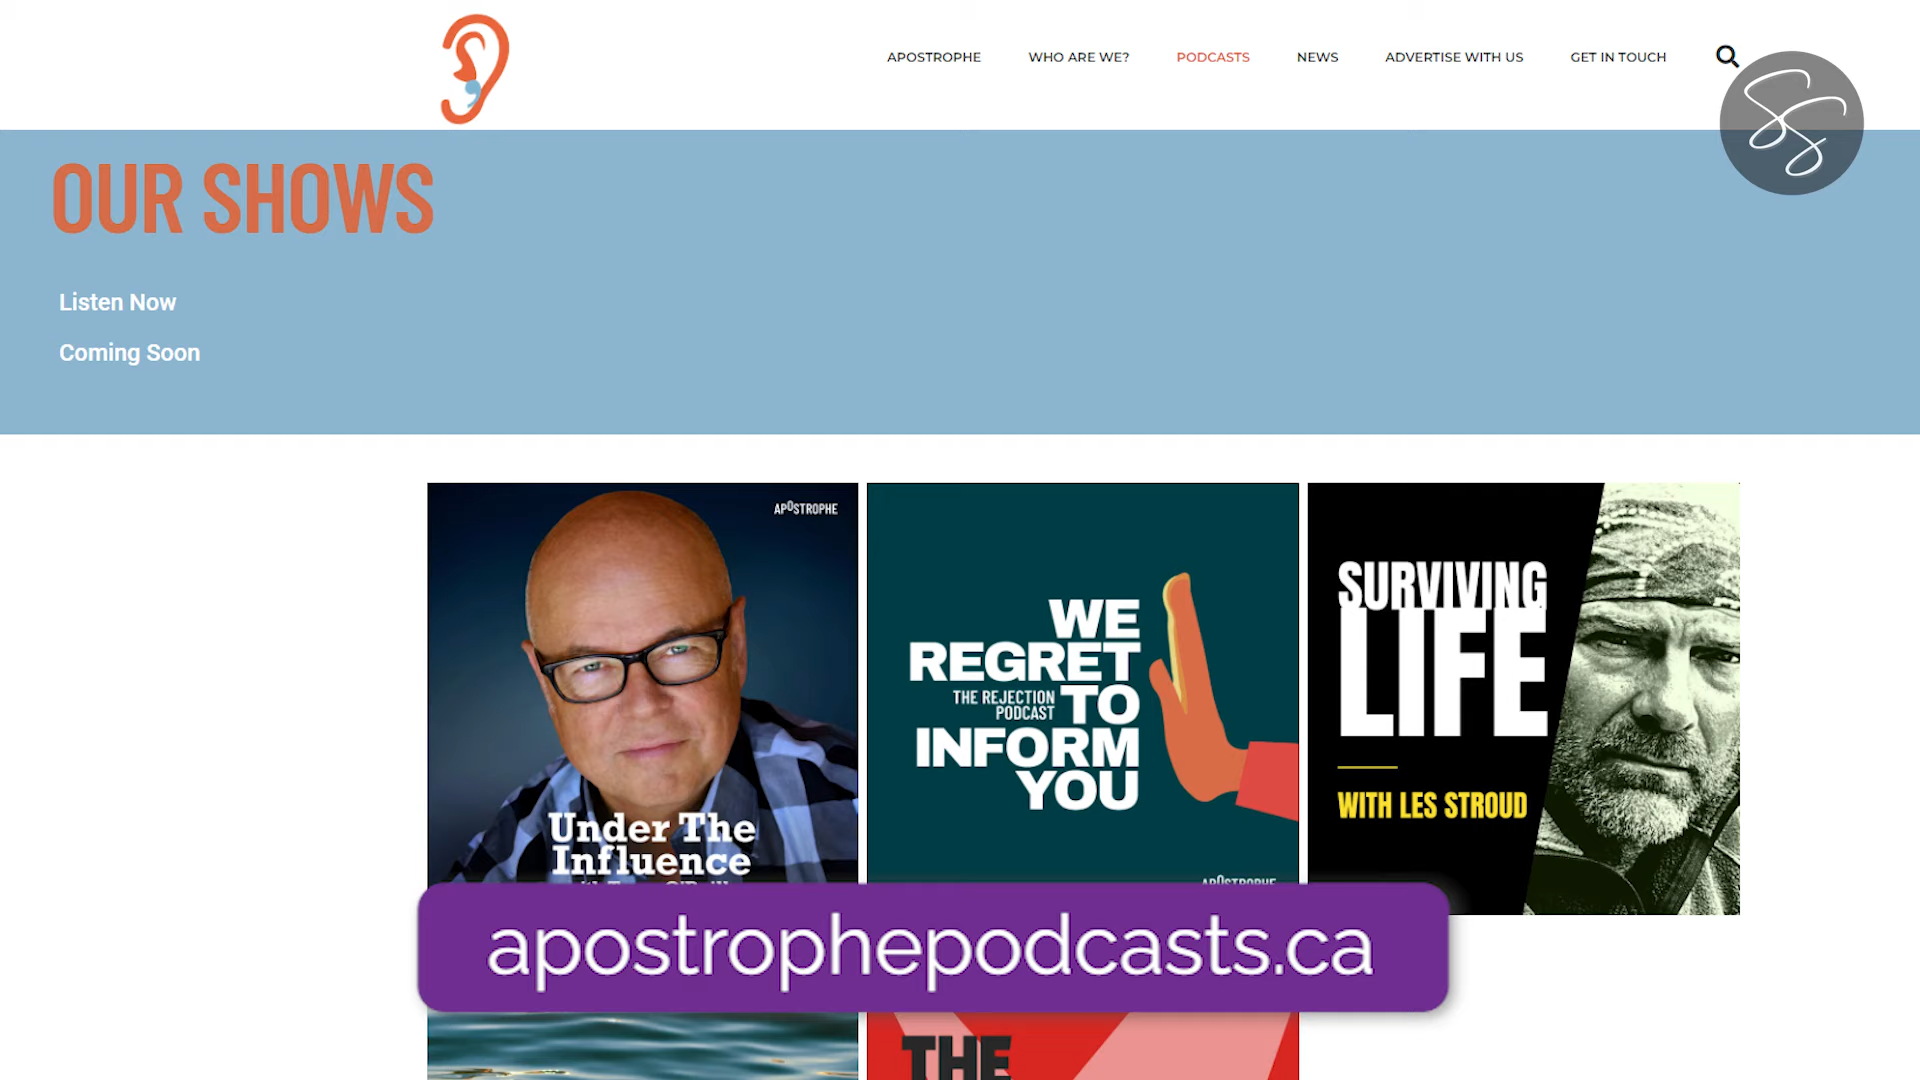 APOSTROPHE
WHO ARE WE?
PODCASTS
NEWS
ADVERTISE WITH US
GET IN TOUCH
SS
OUR SHOWS
Listen Now
Coming Soon
APOSTROPHE
Under The
Influence
WE
REGRET
THE REJECTION
PODCAST
TO
INFORM
YOU
APOSTROPHE
SURVIVING
LIFE
WITH LES STROUD
apostrophepodcasts.ca
THE